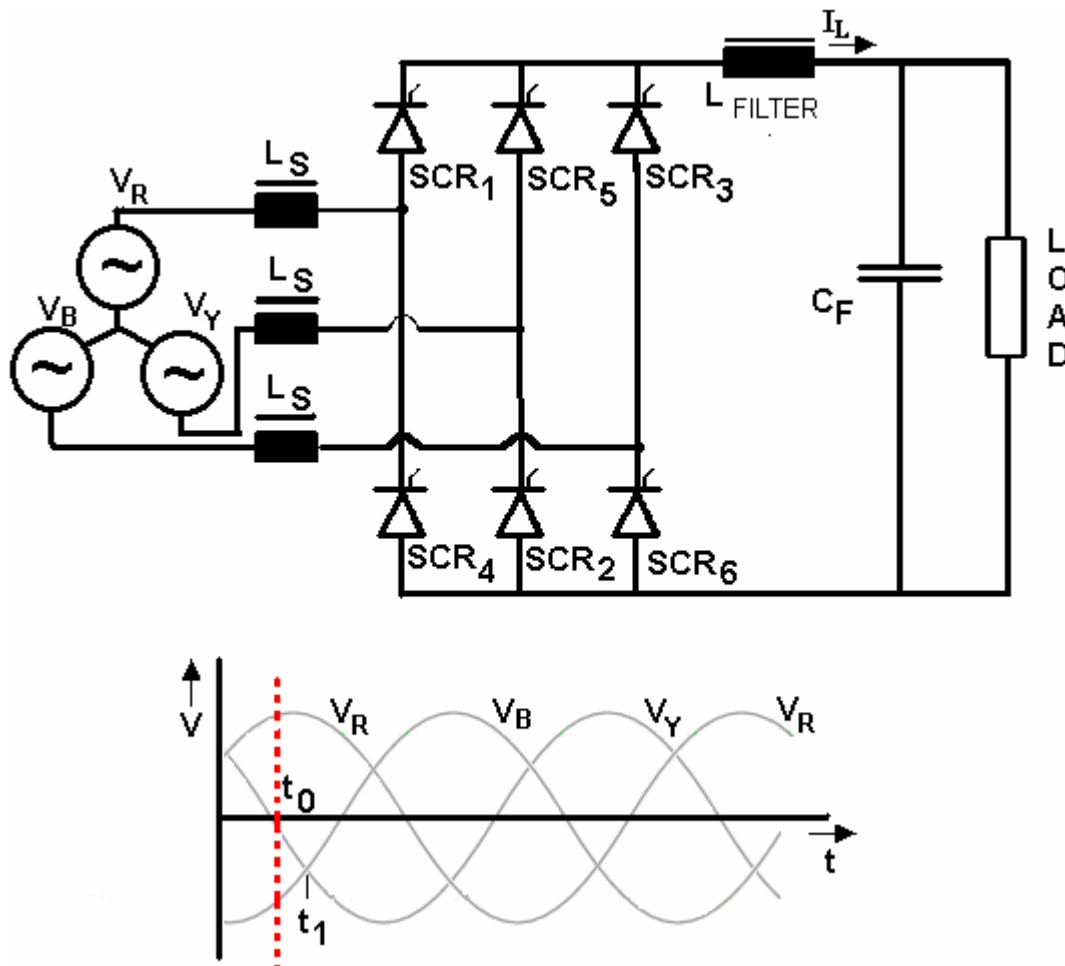 I_L
L FILTER
L_S
SCR_1
SCR_5
SCR_3
V_R
L_S
V_B
V_Y
C_F
LOAD
L_S
SCR_4
SCR_2
SCR_6
V
V_R
V_B
V_Y
V_R
t_0
t
t_1